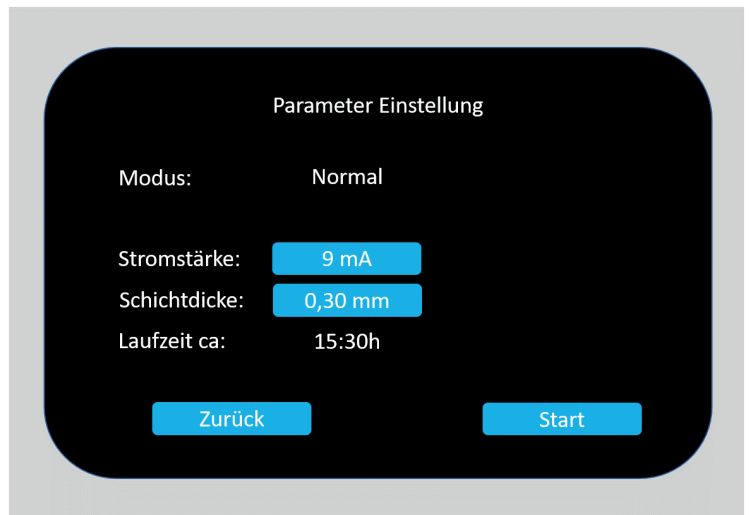 Parameter Einstellung
Modus: Normal
Stromstärke: 9 mA
Schichtdicke: 0,30 mm
Laufzeit ca: 15:30h
Zurück Start